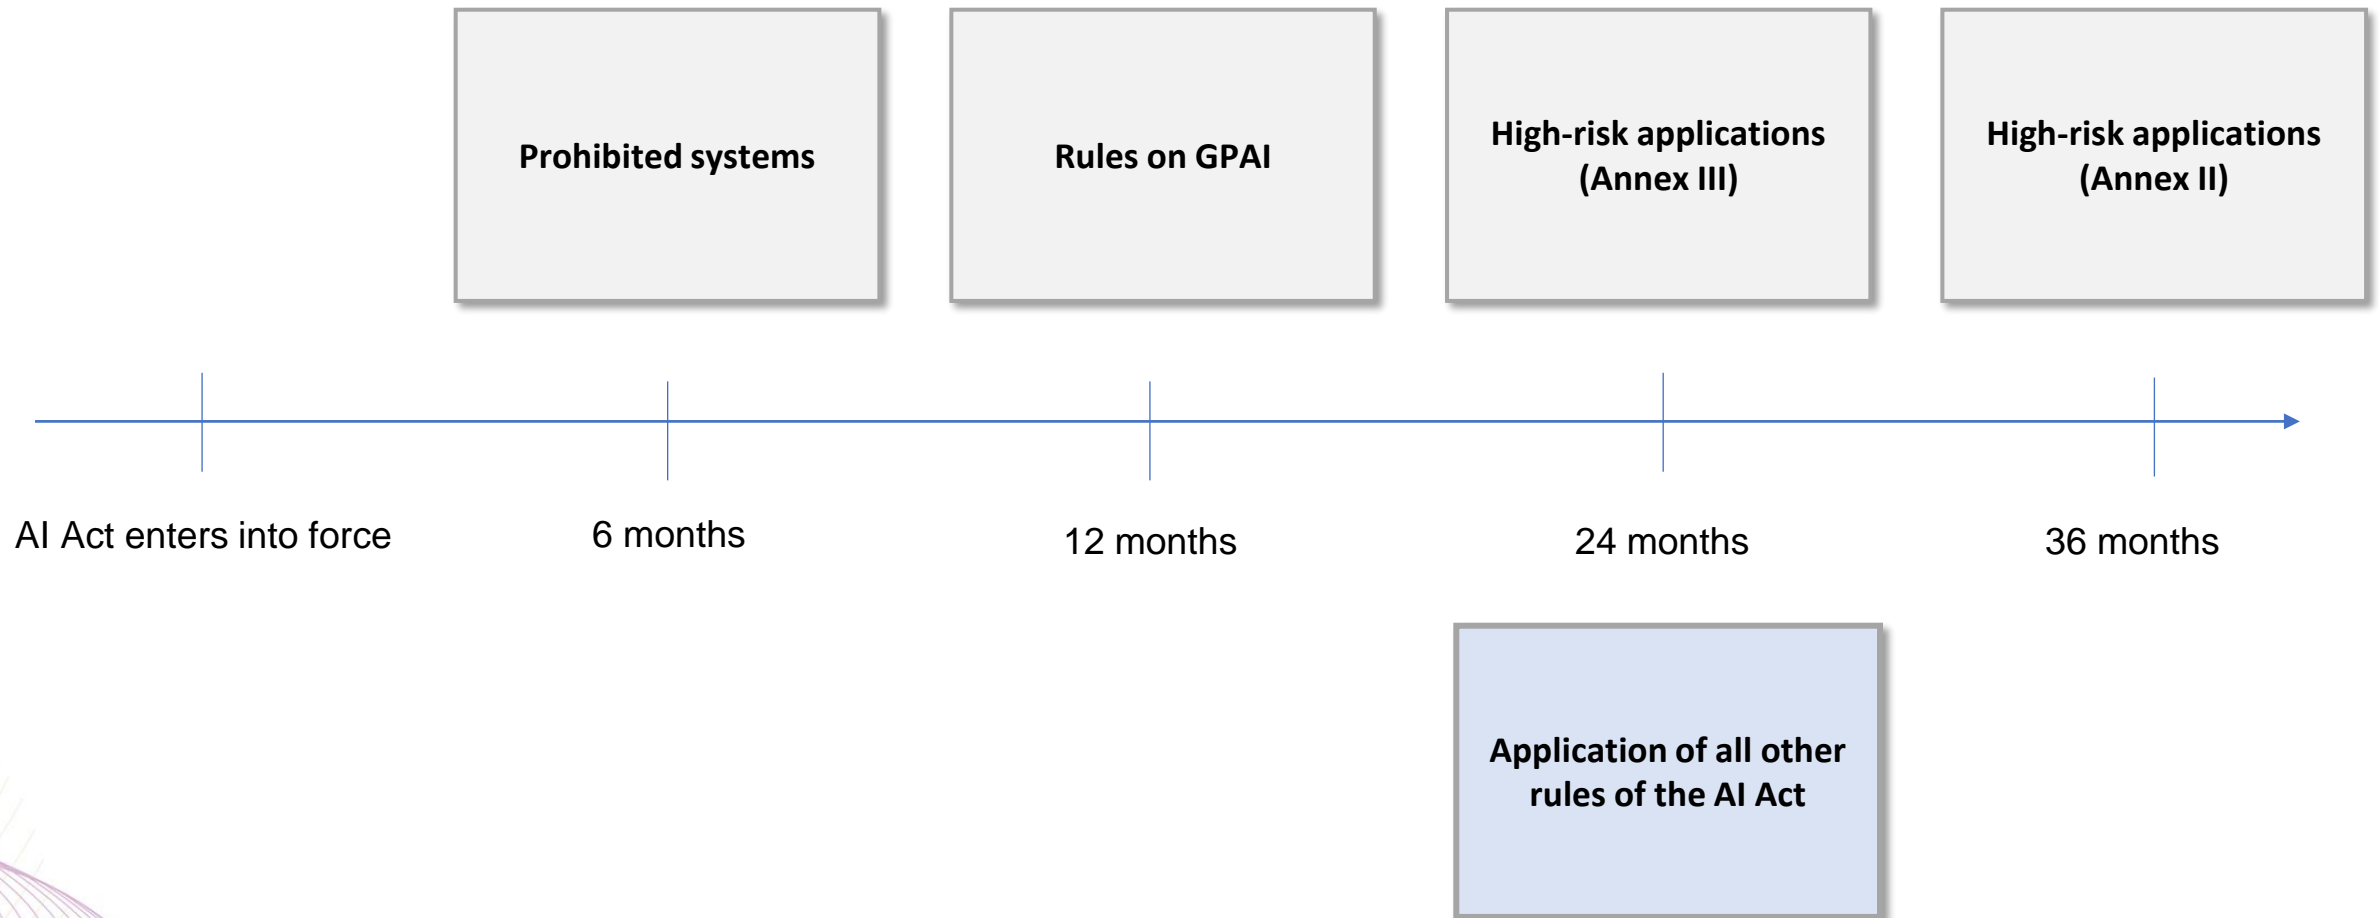 Prohibited systems
Rules on GPAI
High-risk applications
(Annex III)
High-risk applications
(Annex II)
AI Act enters into force
6 months
12 months
24 months
36 months
Application of all other
rules of the AI Act